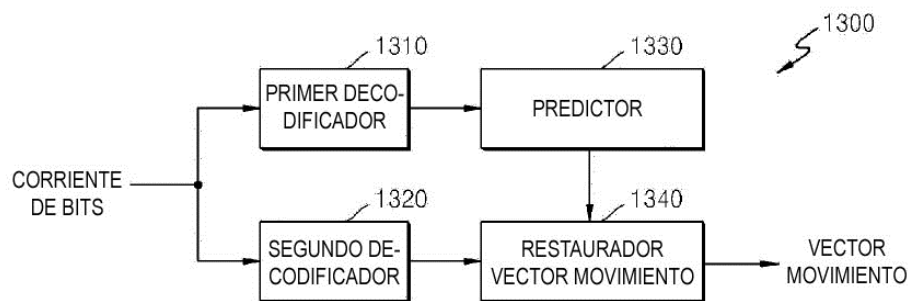 1300
1310
1330
PRIMER DECO-
DIFICADOR
PREDICTOR
CORRIENTE
DE BITS
1320
1340
SEGUNDO DE-
CODIFICADOR
RESTAURADOR
VECTOR MOVIMIENTO
VECTOR
MOVIMIENTO